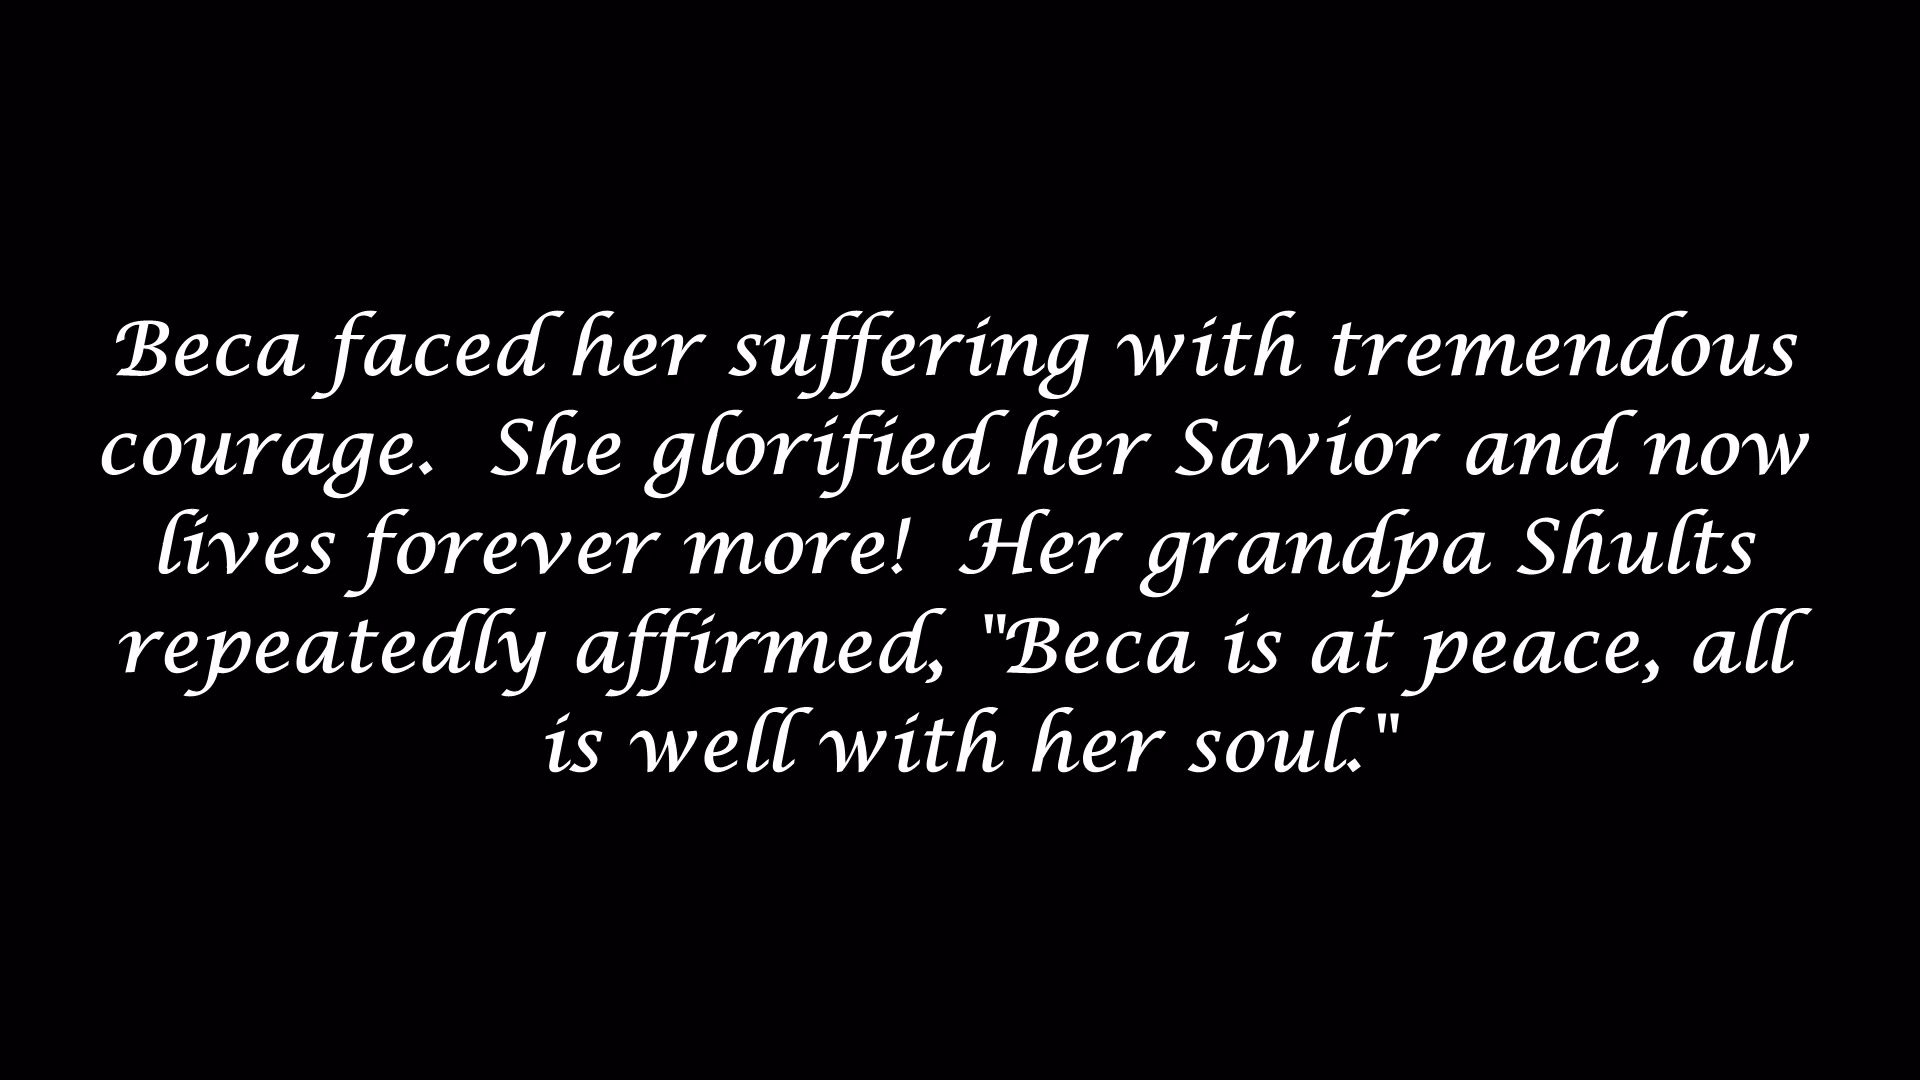 Beca faced her suffering with tremendous
courage.  She glorified her Savior and now
lives forever more!  Her grandpa Shults
repeatedly affirmed, "Beca is at peace, all
is well with her soul."